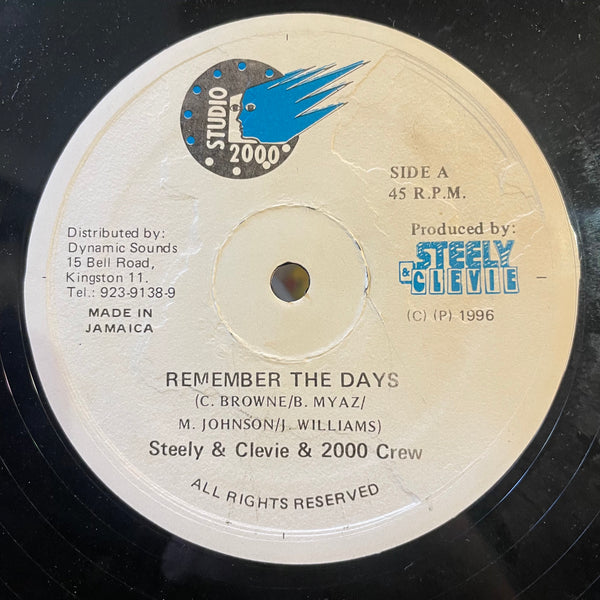 STUDIO
2000
SIDE A
45 R.P.M.
Distributed by:
Dynamic Sounds
15 Bell Road,
Kingston 11.
Tel.: 923-9138-9
MADE IN
JAMAICA
Produced by:
STEELY
& CLEVIE
(C) (P) 1996
REMEMBER THE DAYS
(C. BROWNE/B. MYAZ/
M. JOHNSON/J. WILLIAMS)
Steely & Clevie & 2000 Crew
ALL RIGHTS RESERVED